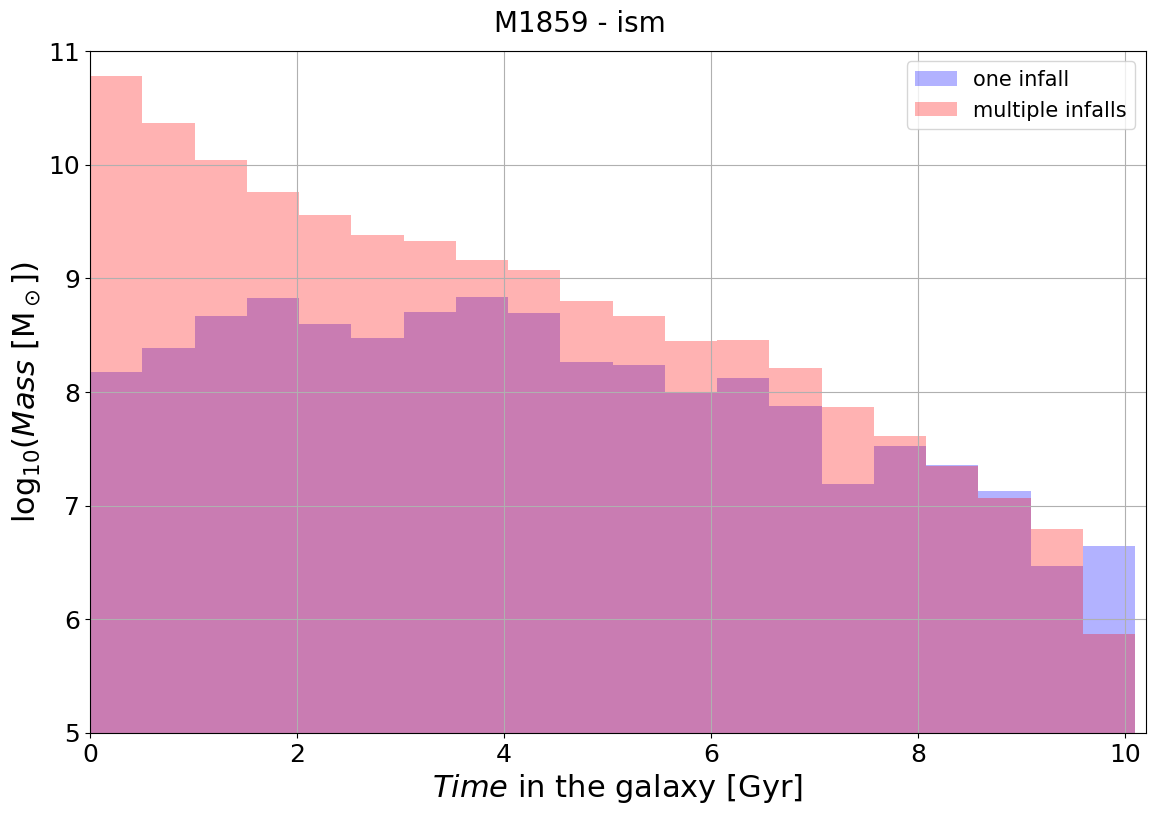 M1859 - ism
one infall
multiple infalls
11
10
9
8
7
6
5
log₁₀(Mass [M⊙])
0 2 4 6 8 10
Time in the galaxy [Gyr]